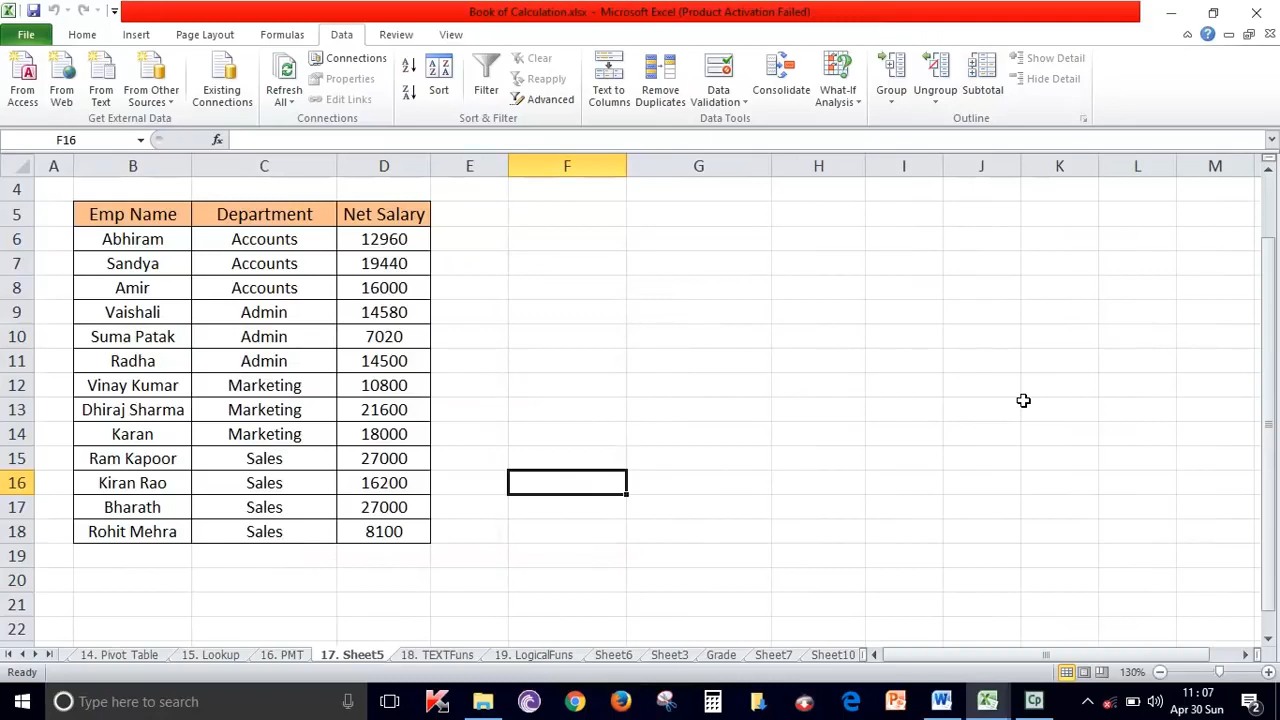 Book of Calculation.xlsx - Microsoft Excel (Product Activation Failed)
File Home Insert Page Layout Formulas Data Review View
From Access
From Web
From Text
From Other Sources
Existing Connections
Get External Data
Refresh All
Connections
Properties
Edit Links
Connections
Sort
Filter
Clear
Reapply
Advanced
Sort & Filter
Text to Columns
Remove Duplicates
Data Validation
Consolidate
What-If Analysis
Data Tools
Group
Ungroup
Subtotal
Show Detail
Hide Detail
Outline
F16 fx
A B C D E F G H I J K L M
4
5 Emp Name Department Net Salary
6 Abhiram Accounts 12960
7 Sandya Accounts 19440
8 Amir Accounts 16000
9 Vaishali Admin 14580
10 Suma Patak Admin 7020
11 Radha Admin 14500
12 Vinay Kumar Marketing 10800
13 Dhiraj Sharma Marketing 21600
14 Karan Marketing 18000
15 Ram Kapoor Sales 27000
16 Kiran Rao Sales 16200
17 Bharath Sales 27000
18 Rohit Mehra Sales 8100
19
20
21
22
14. Pivot Table 15. Lookup 16. PMT 17. Sheet5 18. TEXTFuns 19. LogicalFuns Sheet6 Sheet3 Grade Sheet7 Sheet10
Ready 130%
Type here to search
11:07
Apr 30 Sun
2